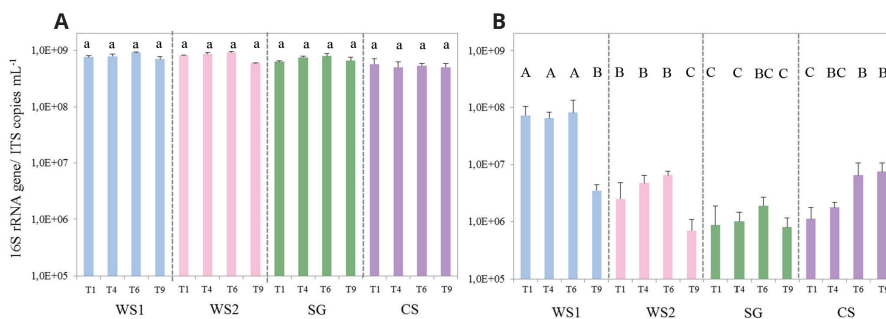 A
a a a a a a a a a a a a a a a a
16S rRNA gene/ ITS copies mL-1
1,0E+09
1,0E+08
1,0E+07
1,0E+06
1,0E+05
T1 T4 T6 T9 T1 T4 T6 T9 T1 T4 T6 T9 T1 T4 T6 T9
WS1 WS2 SG CS
B
A A A B B B B C C C BC C C BC B B
1,0E+09
1,0E+08
1,0E+07
1,0E+06
1,0E+05
T1 T4 T6 T9 T1 T4 T6 T9 T1 T4 T6 T9 T1 T4 T6 T9
WS1 WS2 SG CS